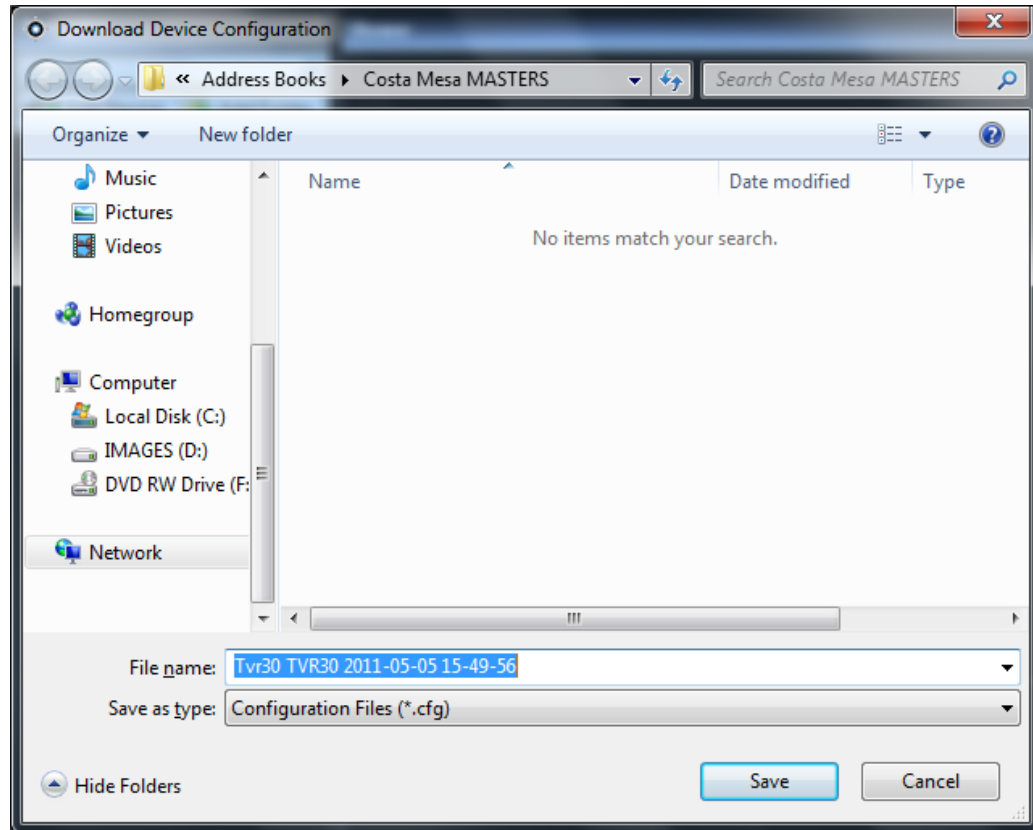 Download Device Configuration
« Address Books ▸ Costa Mesa MASTERS
Search Costa Mesa MASTERS
Organize New folder
Music
Pictures
Videos
Homegroup
Computer
Local Disk (C:)
IMAGES (D:)
DVD RW Drive (F:
Network
Name Date modified Type
No items match your search.
File name: Tvr30 TVR30 2011-05-05 15-49-56
Save as type: Configuration Files (*.cfg)
Hide Folders Save Cancel